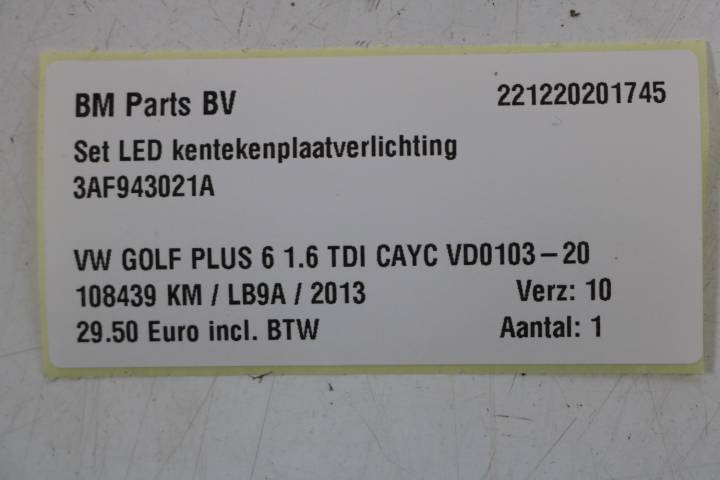 BM Parts BV 221220201745
Set LED kentekenplaatverlichting
3AF943021A
VW GOLF PLUS 6 1.6 TDI CAYC VD0103-20
108439 KM / LB9A / 2013 Verz: 10
29.50 Euro incl. BTW Aantal: 1